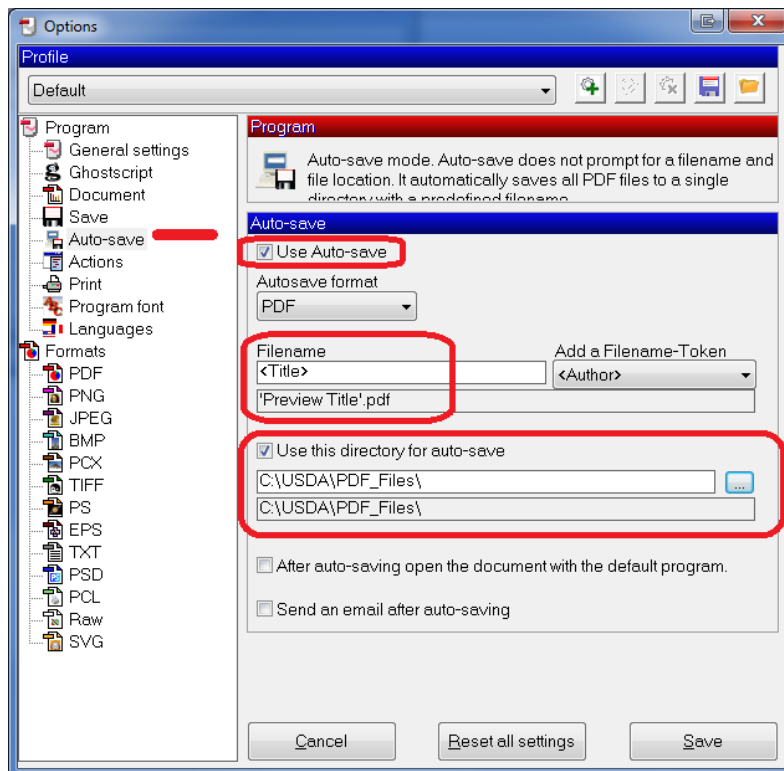 Options
Profile
Default
Program
General settings
Ghostscript
Document
Save
Auto-save
Actions
Print
Program font
Languages
Formats
PDF
PNG
JPEG
BMP
PCX
TIFF
PS
EPS
TXT
PSD
PCL
Raw
SVG
Program
Auto-save mode. Auto-save does not prompt for a filename and
file location. It automatically saves all PDF files to a single
directory with a predefined filename.
Auto-save
Use Auto-save
Autosave format
PDF
Filename
Add a Filename-Token
<Title>
<Author>
'Preview Title'.pdf
Use this directory for auto-save
C:\USDA\PDF_Files\
...
C:\USDA\PDF_Files\
After auto-saving open the document with the default program.
Send an email after auto-saving
Cancel
Reset all settings
Save